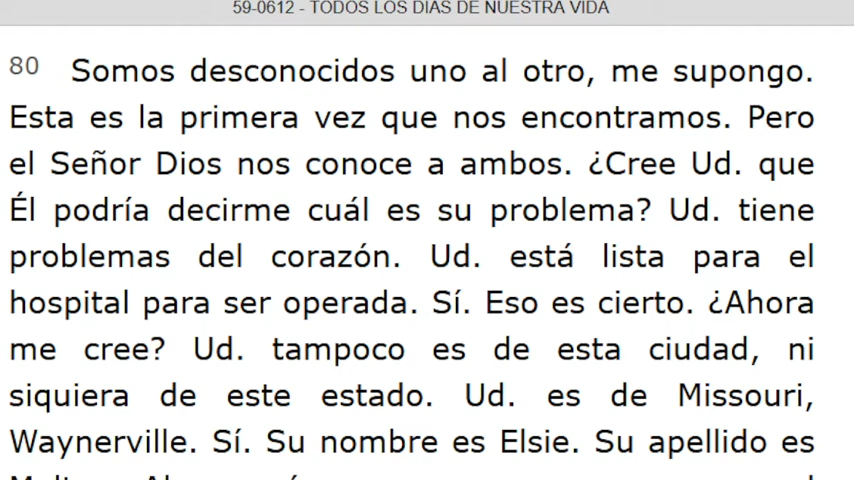 59-0612 - TODOS LOS DIAS DE NUESTRA VIDA
80 Somos desconocidos uno al otro, me supongo.
Esta es la primera vez que nos encontramos. Pero
el Señor Dios nos conoce a ambos. ¿Cree Ud. que
Él podría decirme cuál es su problema? Ud. tiene
problemas del corazón. Ud. está lista para el
hospital para ser operada. Sí. Eso es cierto. ¿Ahora
me cree? Ud. tampoco es de esta ciudad, ni
siquiera de este estado. Ud. es de Missouri,
Waynerville. Sí. Su nombre es Elsie. Su apellido es